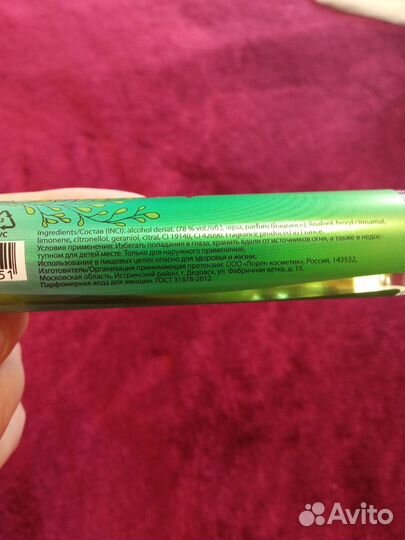 УС
51
Ingredients/Состав (INCI): alcohol denat. (78 % vol./об.), aqua, parfum (fragrance), linalool, hexyl cinnamal,
limonene, citronellol, geraniol, citral, CI 19140, CI 42090. Fragrance produced in France.
Условия применения: Избегать попадания в глаза, хранить вдали от источников огня, а также в недос-
тупном для детей месте. Только для наружного применения.
Использование в пищевых целях опасно для здоровья и жизни.
Изготовитель/Организация принимающая претензии: ООО «Лорен косметик», Россия, 143532,
Московская область, Истринский район, г. Дедовск, ул. Фабричная ветка, д. 15.
Парфюмерная вода для женщин. ГОСТ 31678-2012.
Avito